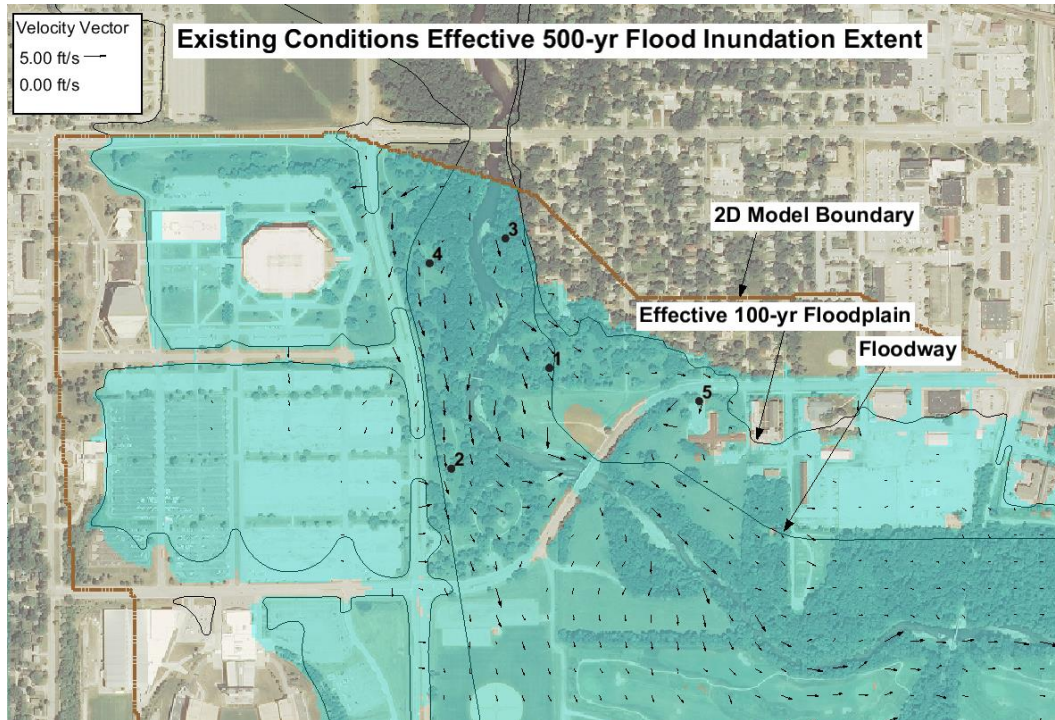 Velocity Vector
5.00 ft/s
0.00 ft/s
Existing Conditions Effective 500-yr Flood Inundation Extent
2D Model Boundary
3
4
Effective 100-yr Floodplain
Floodway
1
5
2